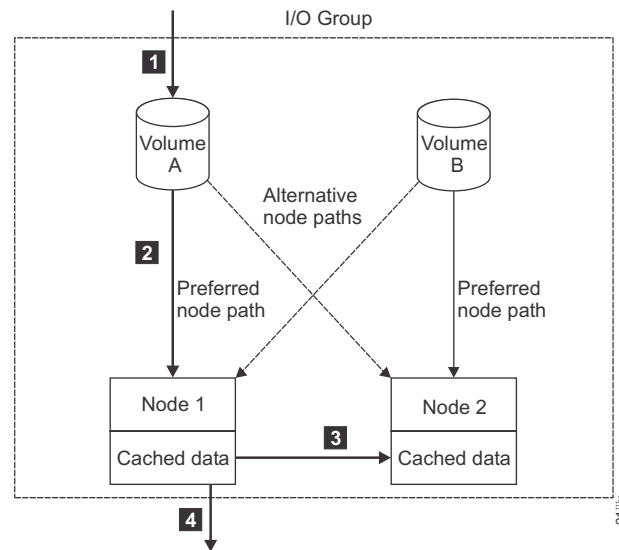 I/O Group
1
Volume
A
Volume
B
Alternative
node paths
2
Preferred
node path
Preferred
node path
Node 1
Node 2
3
Cached data
Cached data
4